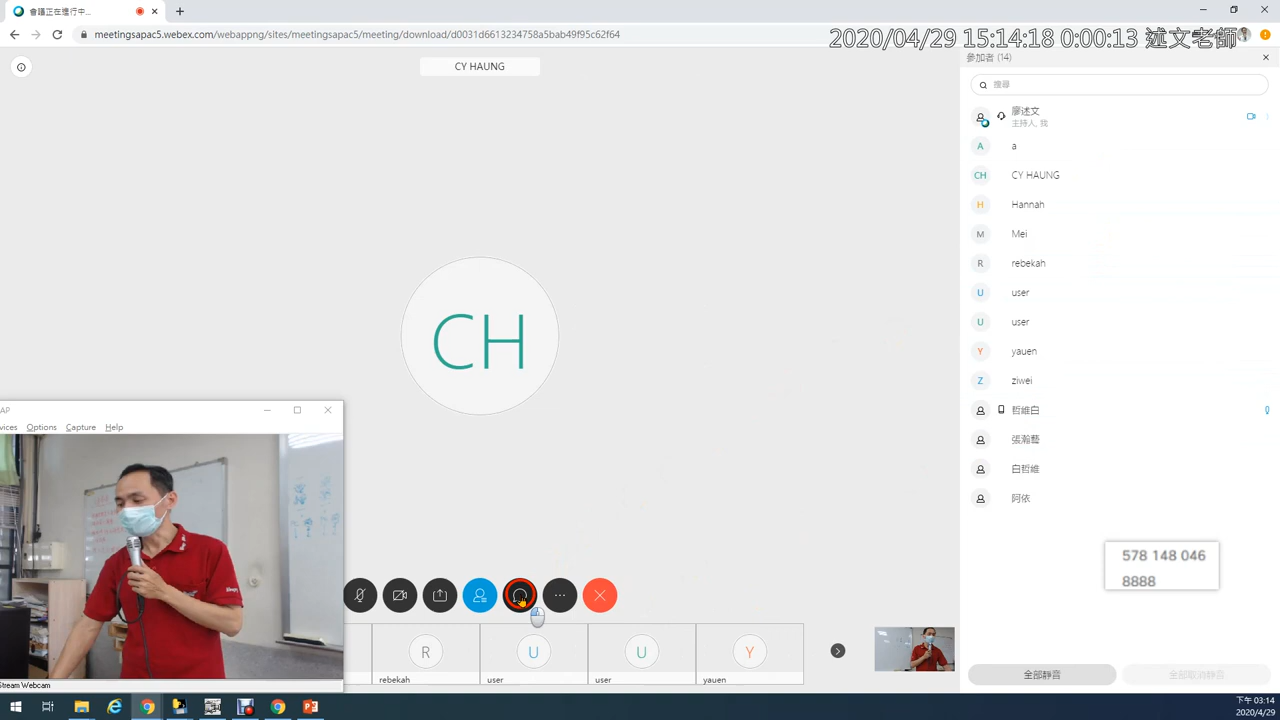 會議正在進行中...
meetingsapac5.webex.com/webappng/sites/meetingsapac5/meeting/download/d0031d6613234758a5bab49f95c62f64
2020/04/29 15:14:18 0:00:13 述文老師
CY HAUNG
參加者 (14)
搜尋
廖述文
主持人, 我
A a
CH CY HAUNG
H Hannah
M Mei
R rebekah
U user
U user
Y yauen
Z ziwei
哲維白
張瀚藝
白哲維
阿依
CH
AP
vices Options Capture Help
Stream Webcam
578 148 046
8888
R
U
U
Y
rebekah
user
user
yauen
全部靜音
全部取消靜音
下午 03:14
2020/4/29